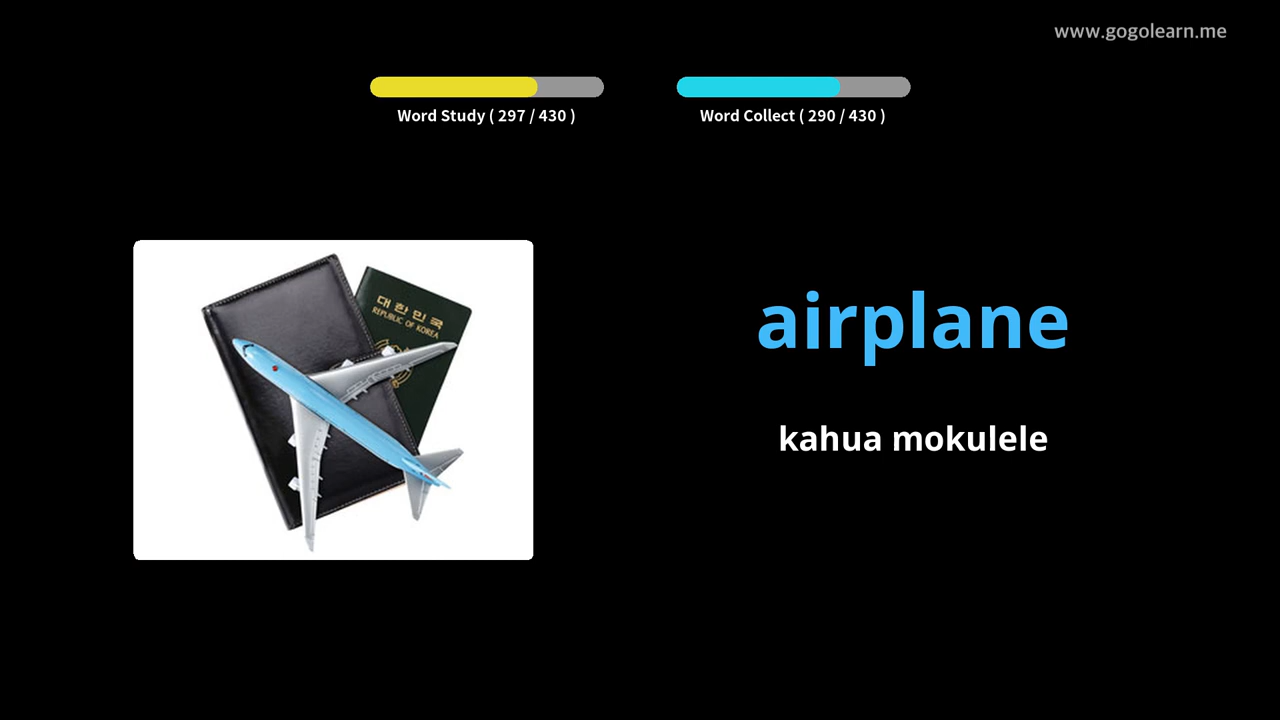 www.gogolearn.me
Word Study ( 297 / 430 )
Word Collect ( 290 / 430 )
대한민국
REPUBLIC OF KOREA
airplane
kahua mokulele